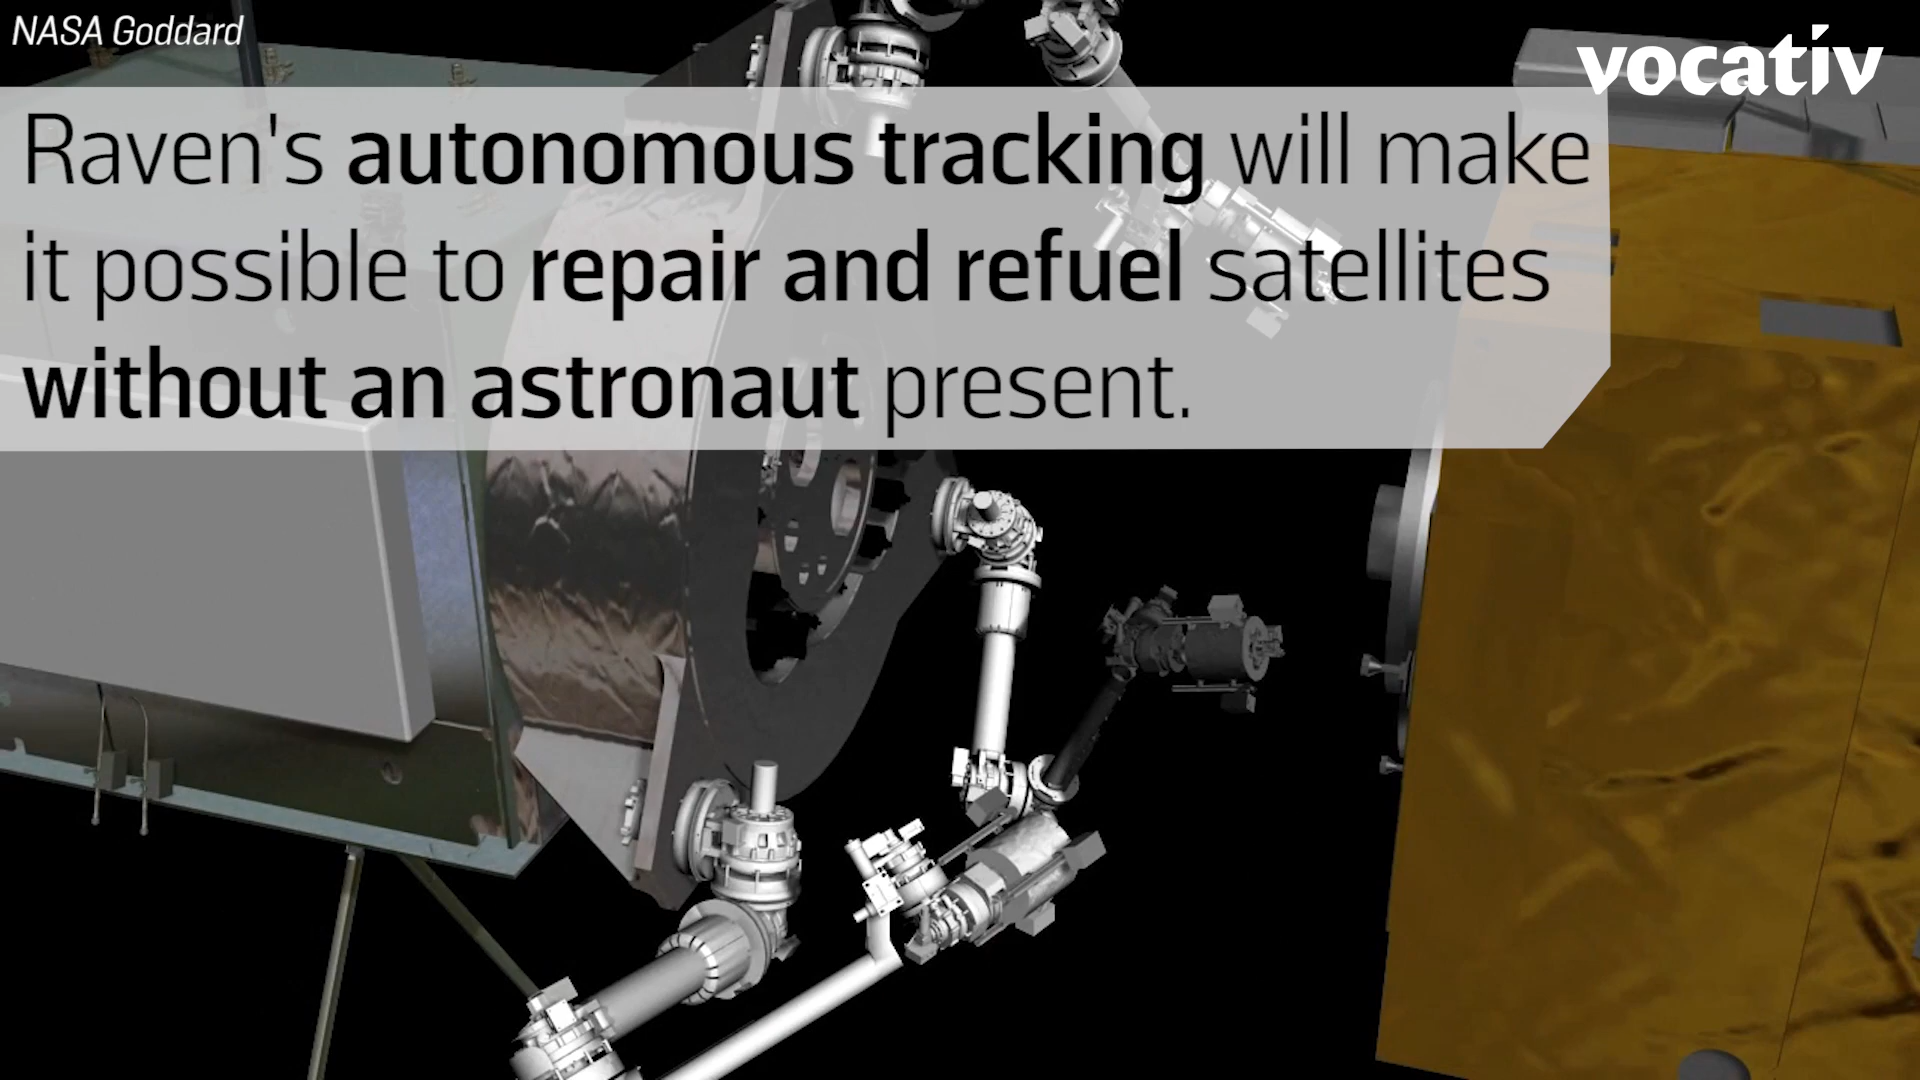 NASA Goddard
vocativ
Raven's autonomous tracking will make
it possible to repair and refuel satellites
without an astronaut present.